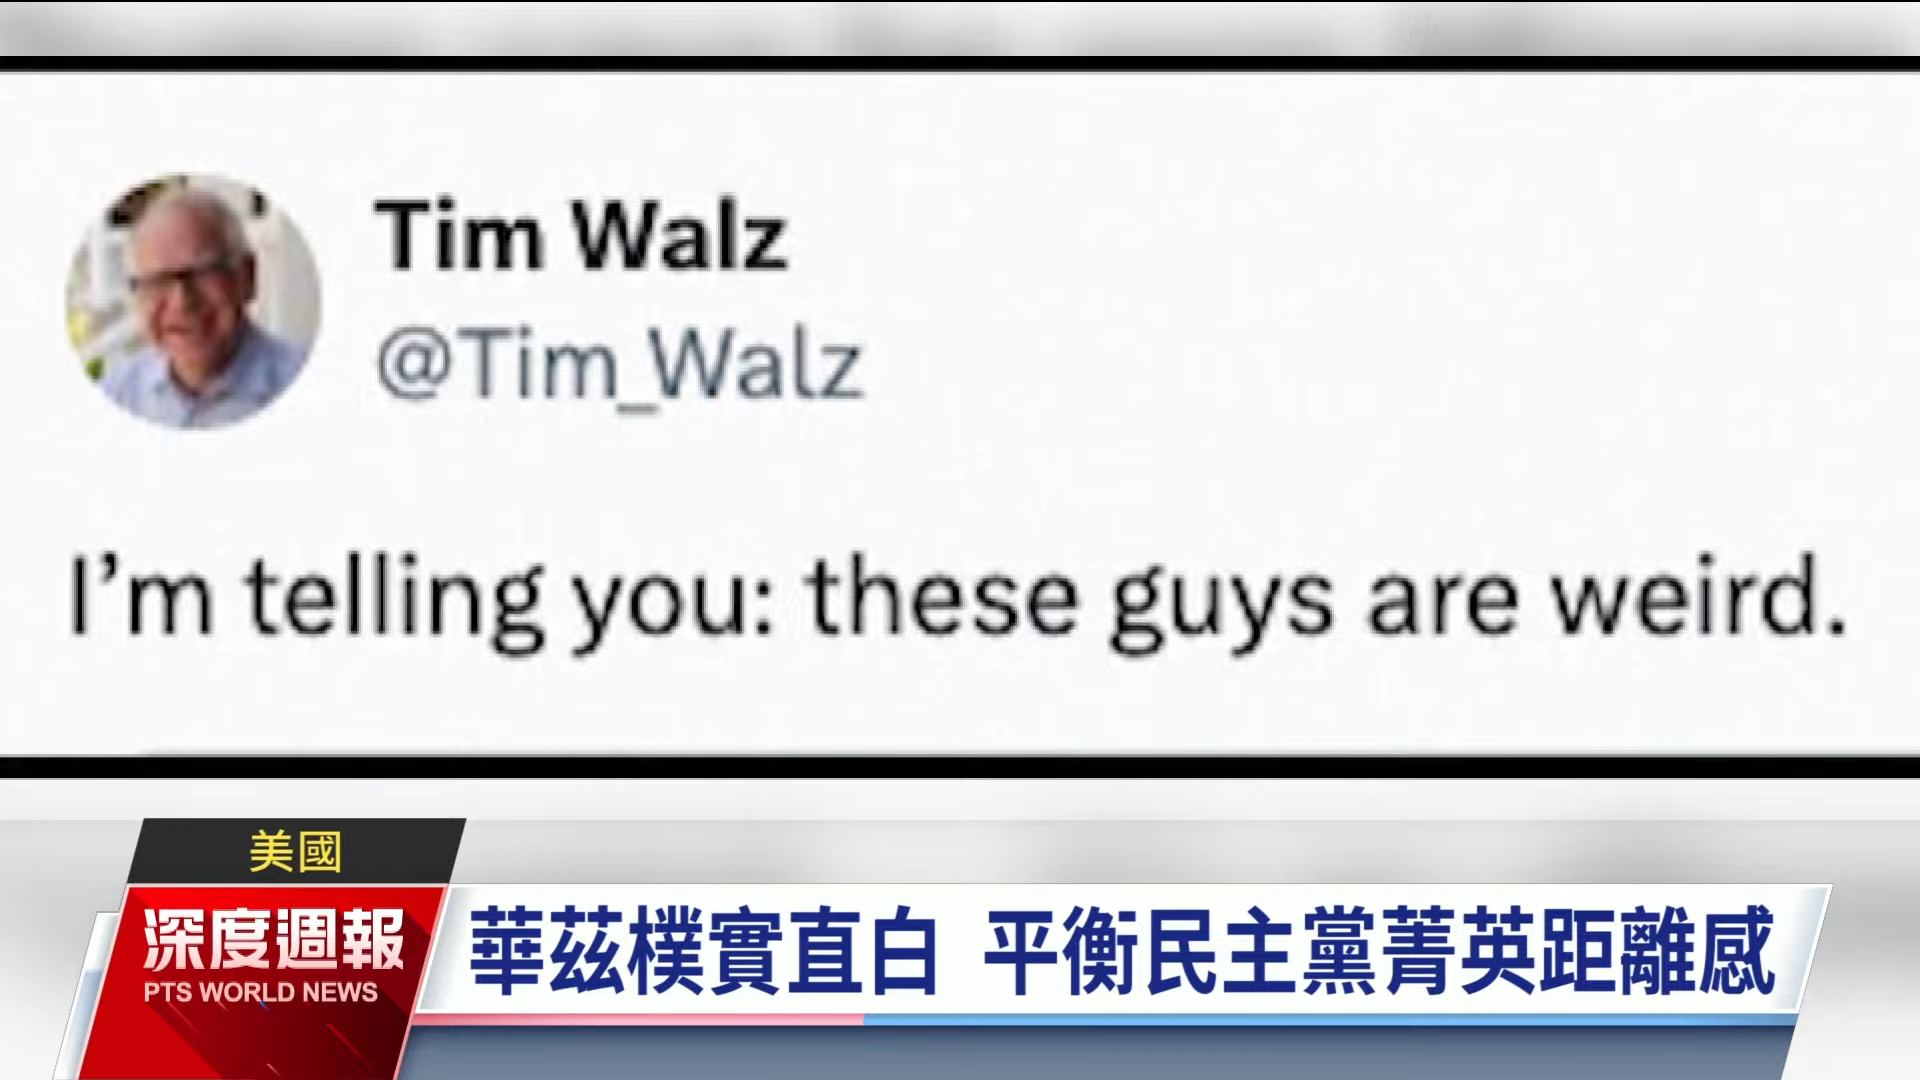 Tim Walz
@Tim_Walz
I’m telling you: these guys are weird.
美國
深度週報
PTS WORLD NEWS
華茲樸實直白 平衡民主黨菁英距離感